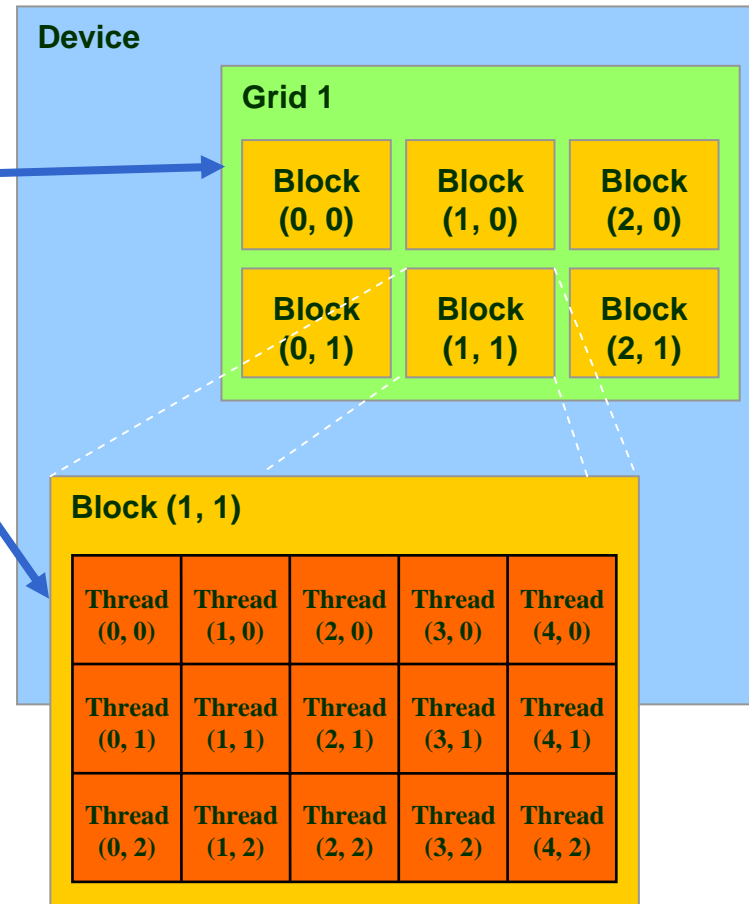 Device
Grid 1
Block Block Block
(0, 0) (1, 0) (2, 0)
Block Block Block
(0, 1) (1, 1) (2, 1)
Block (1, 1)
Thread Thread Thread Thread Thread
(0, 0) (1, 0) (2, 0) (3, 0) (4, 0)
Thread Thread Thread Thread Thread
(0, 1) (1, 1) (2, 1) (3, 1) (4, 1)
Thread Thread Thread Thread Thread
(0, 2) (1, 2) (2, 2) (3, 2) (4, 2)